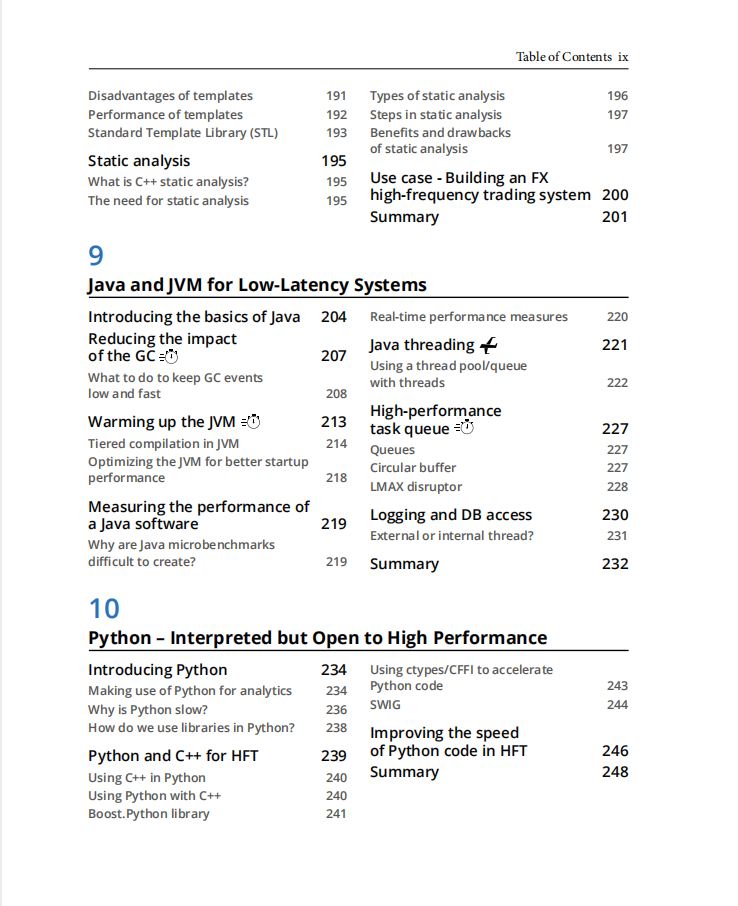 Table of Contents ix
Disadvantages of templates 191
Performance of templates 192
Standard Template Library (STL) 193
Static analysis 195
What is C++ static analysis? 195
The need for static analysis 195
Types of static analysis 196
Steps in static analysis 197
Benefits and drawbacks
of static analysis 197
Use case - Building an FX
high-frequency trading system 200
Summary 201
9
Java and JVM for Low-Latency Systems
Introducing the basics of Java 204
Reducing the impact
of the GC 207
What to do to keep GC events
low and fast 208
Warming up the JVM 213
Tiered compilation in JVM 214
Optimizing the JVM for better startup
performance 218
Measuring the performance of
a Java software 219
Why are Java microbenchmarks
difficult to create? 219
Real-time performance measures 220
Java threading 221
Using a thread pool/queue
with threads 222
High-performance
task queue 227
Queues 227
Circular buffer 227
LMAX disruptor 228
Logging and DB access 230
External or internal thread? 231
Summary 232
10
Python – Interpreted but Open to High Performance
Introducing Python 234
Making use of Python for analytics 234
Why is Python slow? 236
How do we use libraries in Python? 238
Python and C++ for HFT 239
Using C++ in Python 240
Using Python with C++ 240
Boost.Python library 241
Using ctypes/CFFI to accelerate
Python code 243
SWIG 244
Improving the speed
of Python code in HFT 246
Summary 248